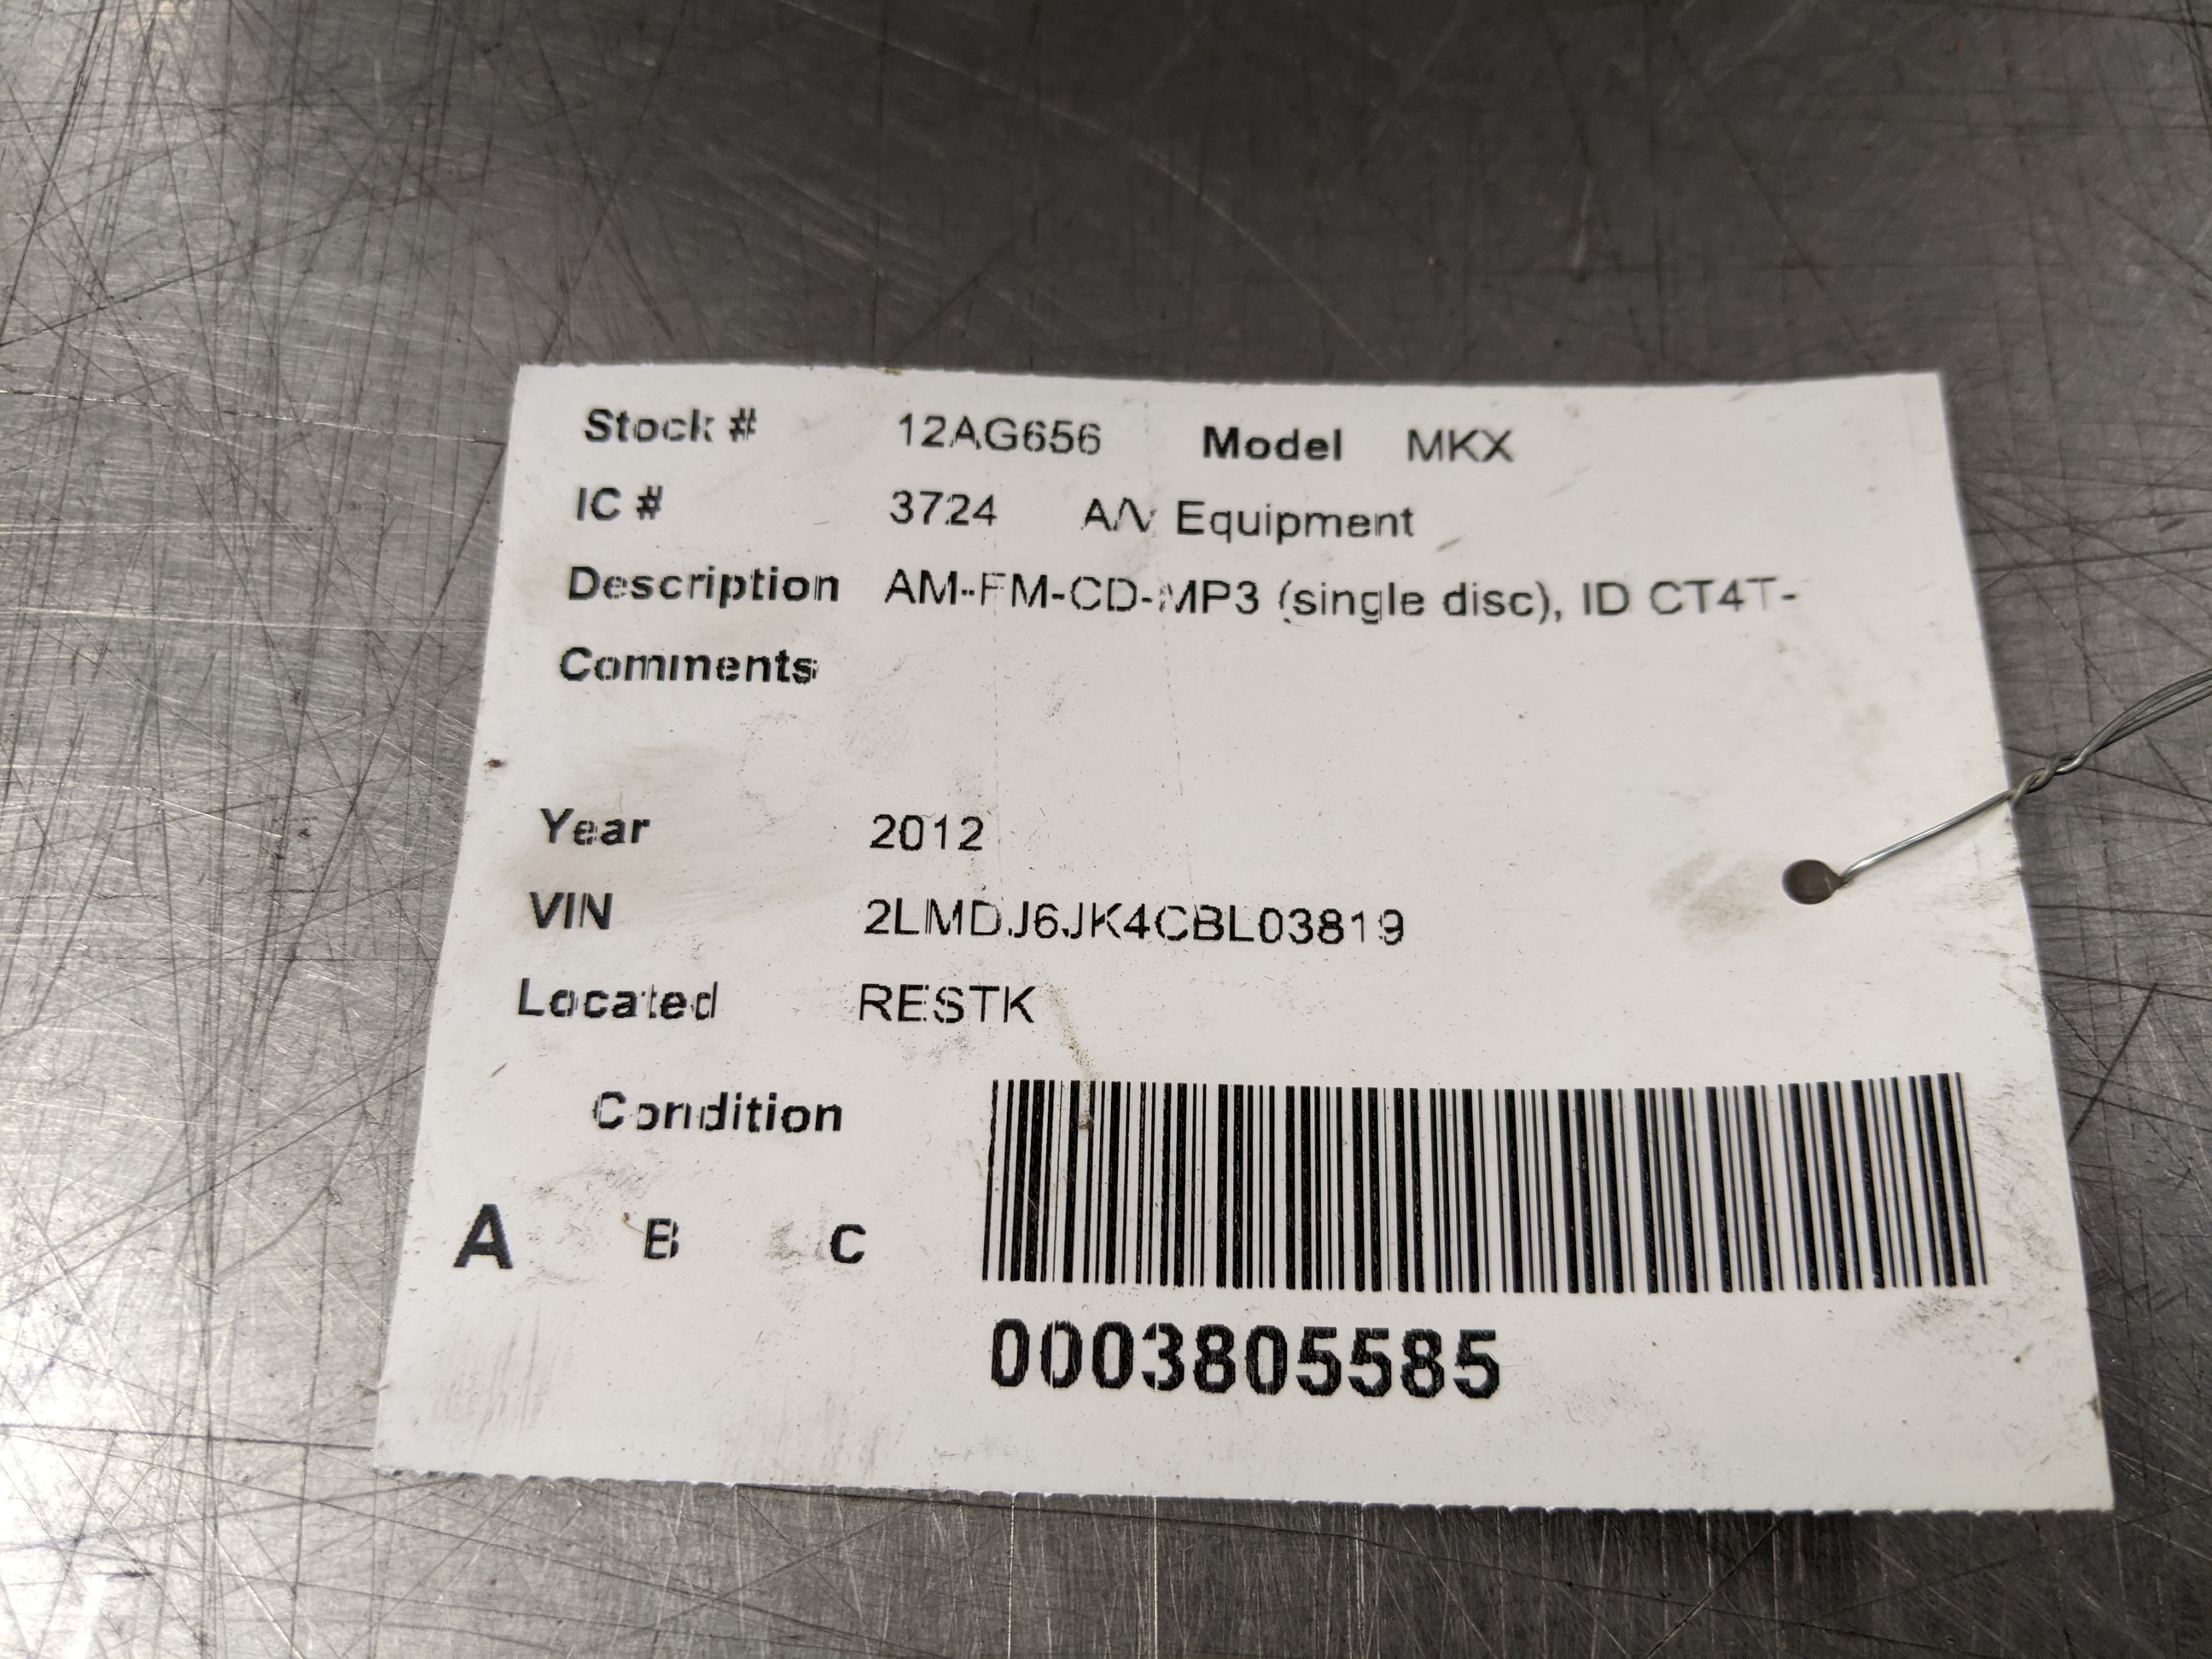 Stock # 12AG656 Model MKX
IC # 3724 A/V Equipment
Description AM-FM-CD-MP3 (single disc), ID CT4T-
Comments
Year 2012
VIN 2LMDJ6JK4CBL03819
Located RESTK
Condition
A B C
0003805585